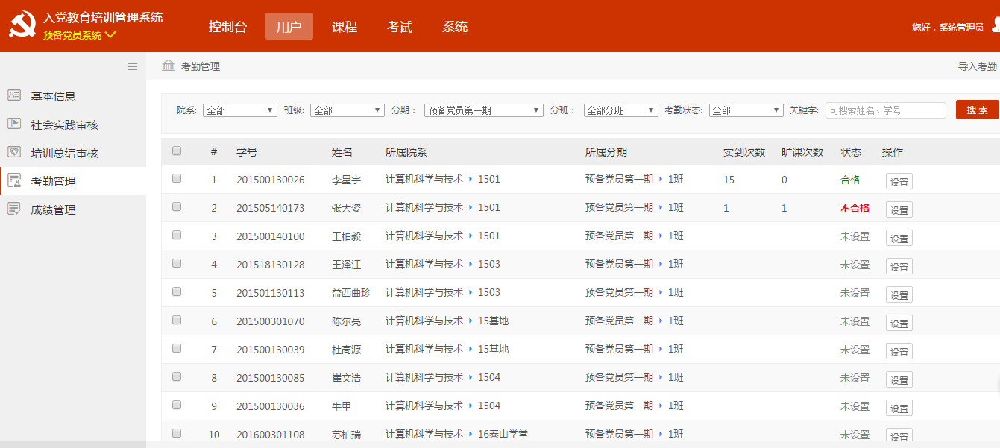 入党教育培训管理系统
预备党员系统
控制台 用户 课程 考试 系统
您好，系统管理员
考勤管理
导入考勤
基本信息
社会实践审核
培训总结审核
考勤管理
成绩管理
院系: 全部 班级: 全部 分期： 预备党员第一期 分班： 全部分班 考勤状态: 全部 关键字: 可搜索姓名、学号 搜 索
# 学号 姓名 所属院系 所属分期 实到次数 旷课次数 状态 操作
1 201500130026 李星宇 计算机科学与技术 1501 预备党员第一期 1班 15 0 合格 设置
2 201505140173 张天姿 计算机科学与技术 1501 预备党员第一期 1班 1 1 不合格 设置
3 201500140100 王柏毅 计算机科学与技术 1501 预备党员第一期 1班 未设置 设置
4 201518130128 王泽江 计算机科学与技术 1503 预备党员第一期 1班 未设置 设置
5 201501130113 益西曲珍 计算机科学与技术 1503 预备党员第一期 1班 未设置 设置
6 201500301070 陈尔亮 计算机科学与技术 15基地 预备党员第一期 1班 未设置 设置
7 201500130039 杜高源 计算机科学与技术 15基地 预备党员第一期 1班 未设置 设置
8 201500130085 崔文浩 计算机科学与技术 1504 预备党员第一期 1班 未设置 设置
9 201500130036 牛甲 计算机科学与技术 1504 预备党员第一期 1班 未设置 设置
10 201600301108 苏柏瑞 计算机科学与技术 16泰山学堂 预备党员第一期 1班 未设置 设置